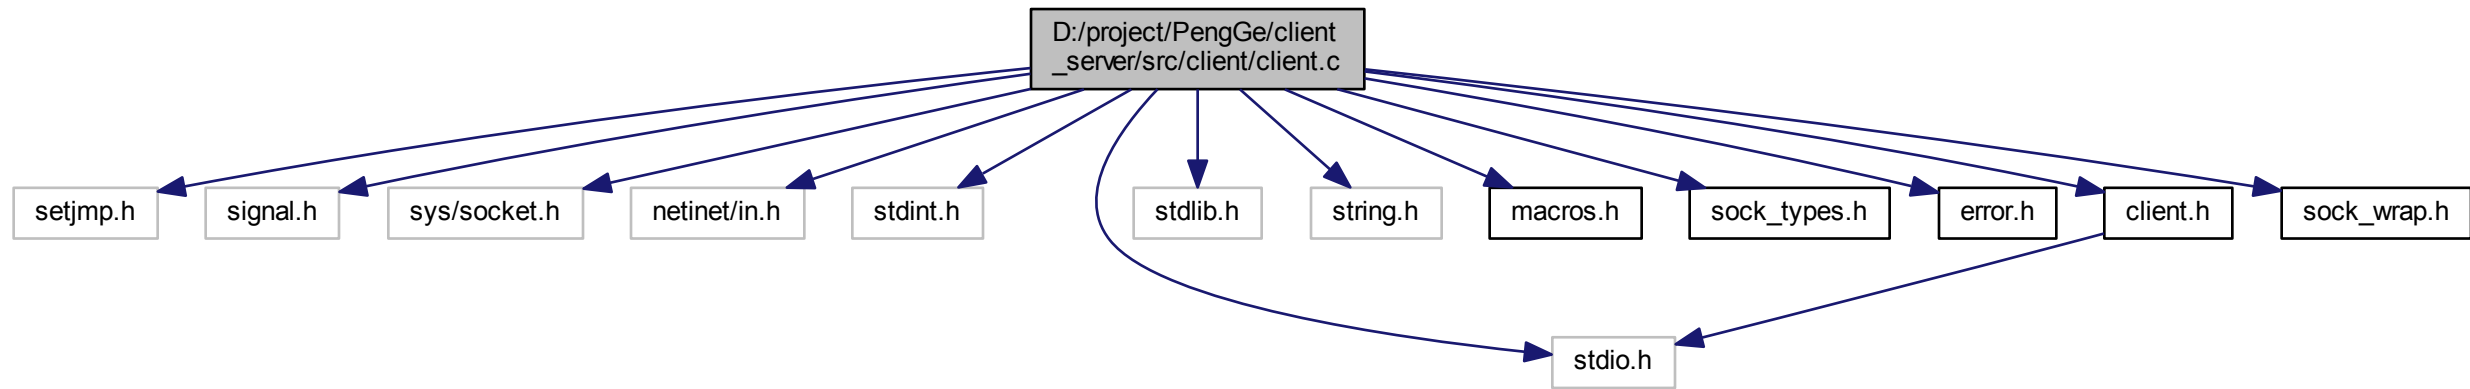 D:/project/PengGe/client
_server/src/client/client.c
setjmp.h
signal.h
sys/socket.h
netinet/in.h
stdint.h
stdlib.h
string.h
macros.h
sock_types.h
error.h
client.h
sock_wrap.h
stdio.h